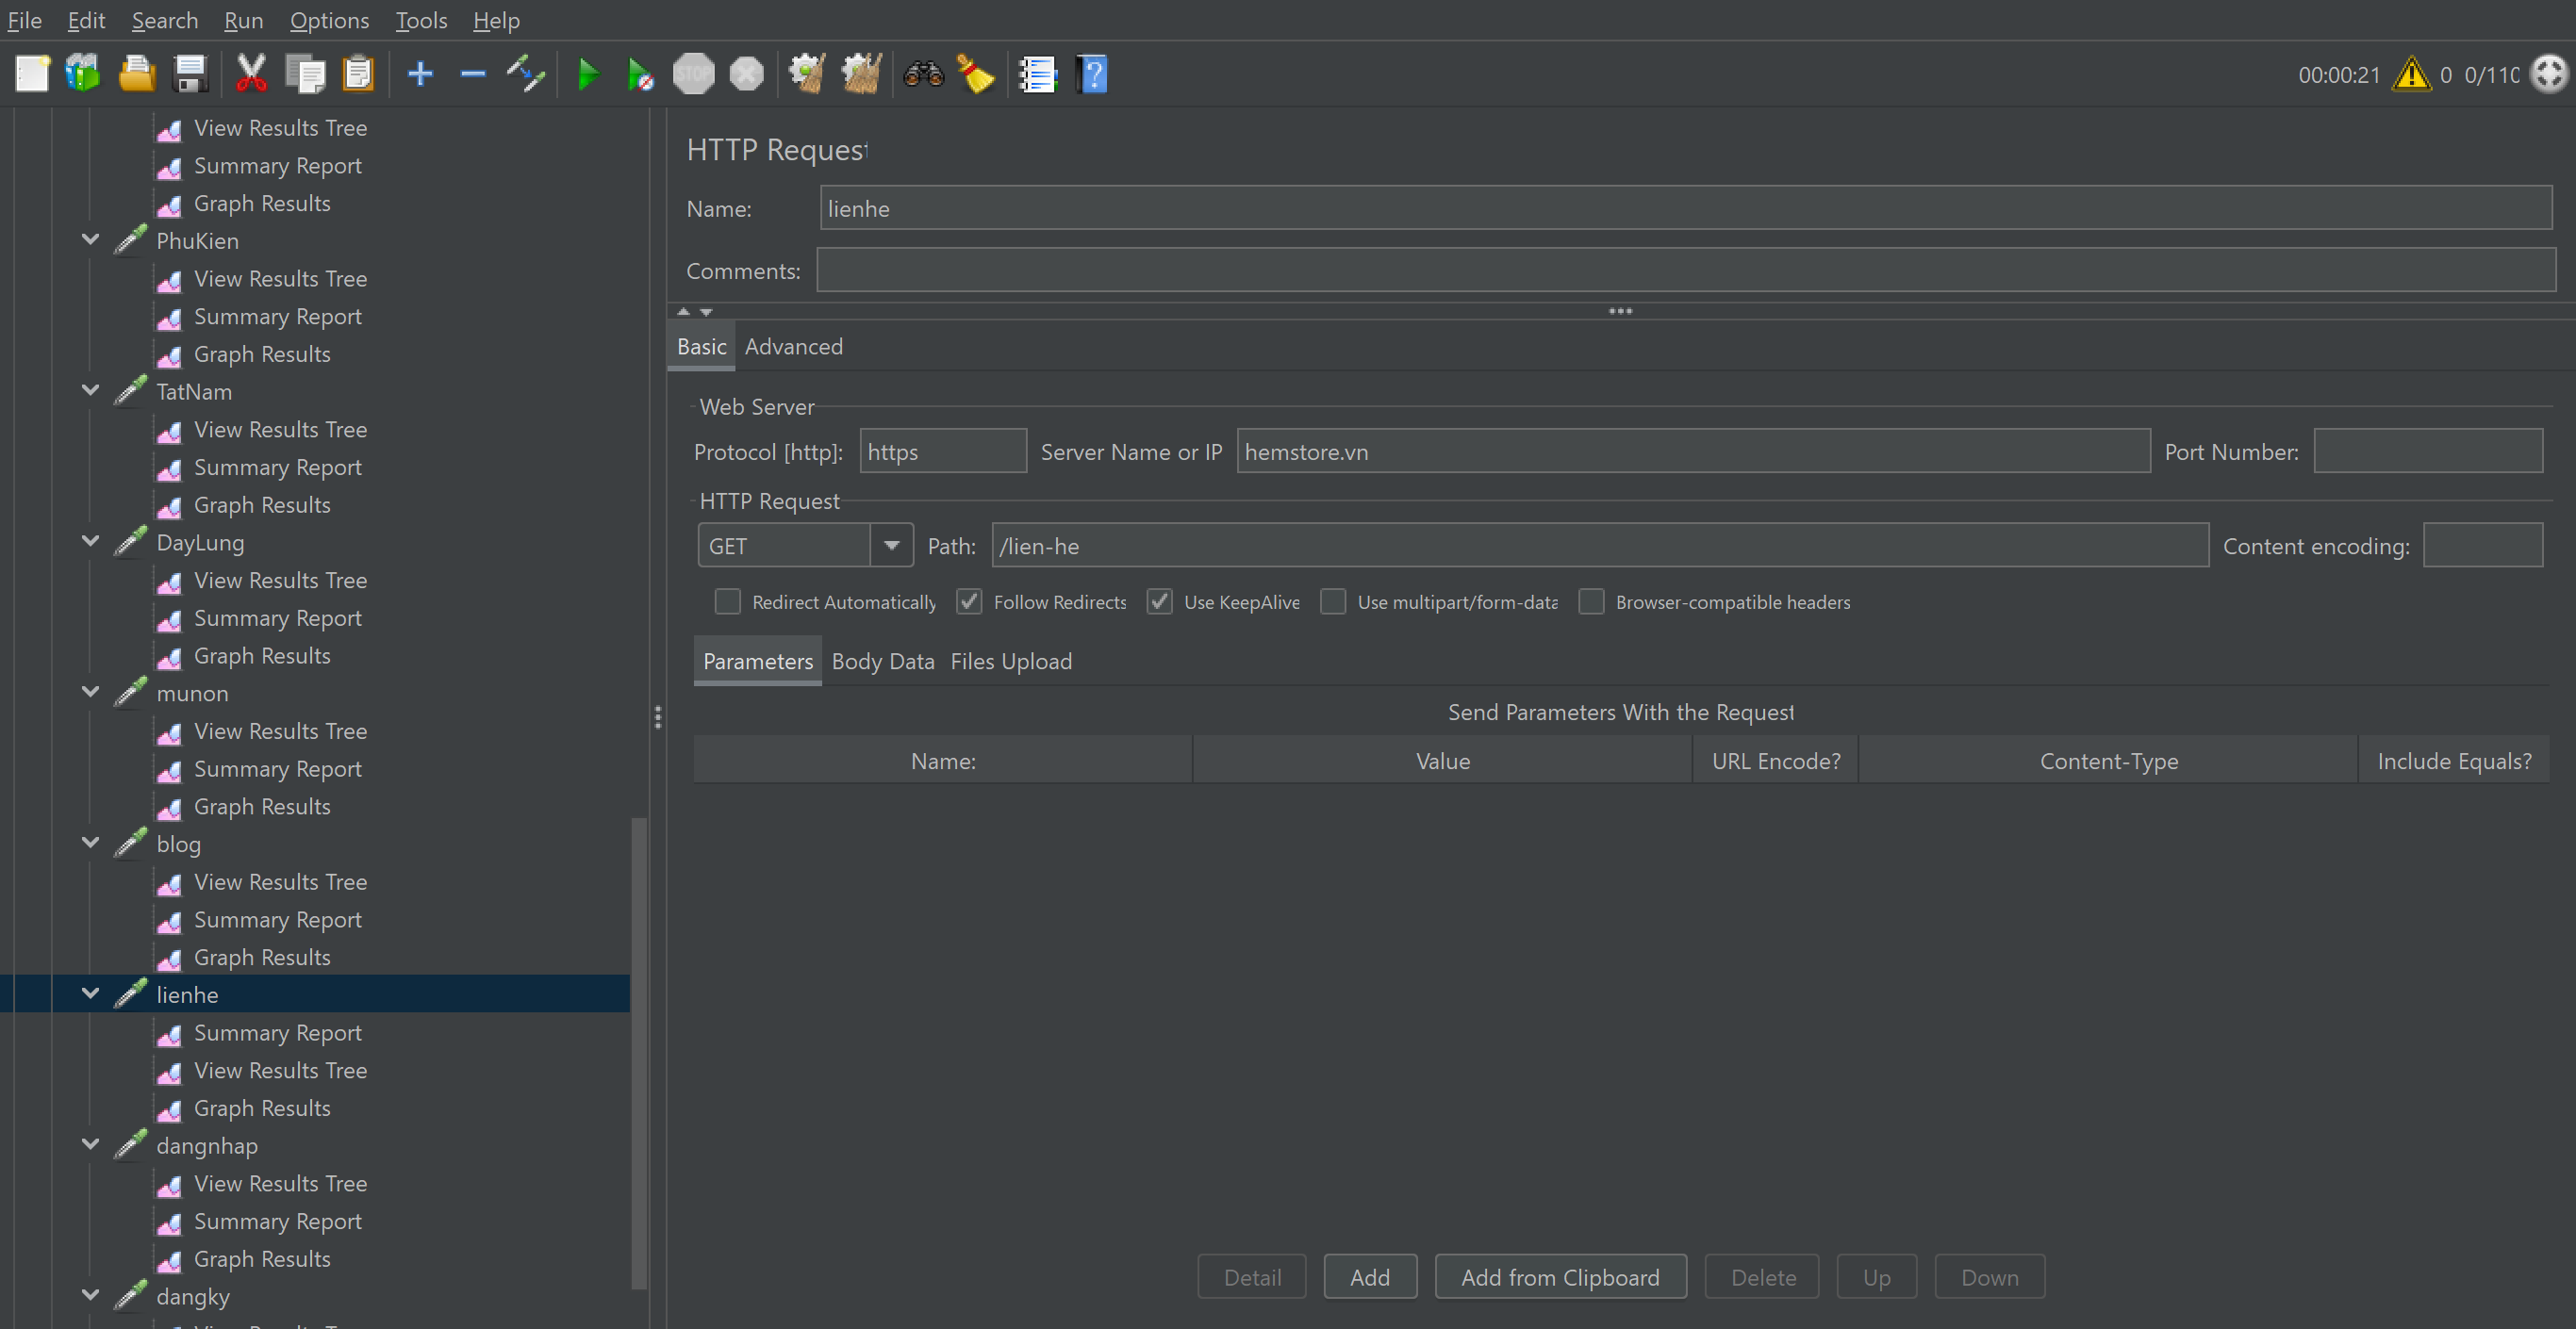 File Edit Search Run Options Tools Help
STOP
00:00:21 0 0/110
View Results Tree
Summary Report
Graph Results
PhuKien
View Results Tree
Summary Report
Graph Results
TatNam
View Results Tree
Summary Report
Graph Results
DayLung
View Results Tree
Summary Report
Graph Results
munon
View Results Tree
Summary Report
Graph Results
blog
View Results Tree
Summary Report
Graph Results
lienhe
Summary Report
View Results Tree
Graph Results
dangnhap
View Results Tree
Summary Report
Graph Results
dangky
HTTP Request
Name: lienhe
Comments:
Basic Advanced
Web Server
Protocol [http]: https Server Name or IP hemstore.vn Port Number:
HTTP Request
GET Path: /lien-he Content encoding:
Redirect Automatically Follow Redirects Use KeepAlive Use multipart/form-data Browser-compatible headers
Parameters Body Data Files Upload
Send Parameters With the Request
Name: Value URL Encode? Content-Type Include Equals?
Detail Add Add from Clipboard Delete Up Down